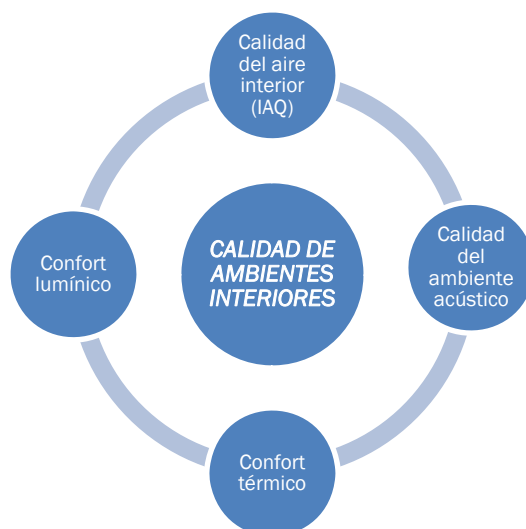 Calidad
del aire
interior
(IAQ)
Confort
lumínico
CALIDAD DE
AMBIENTES
INTERIORES
Calidad
del
ambiente
acústico
Confort
térmico